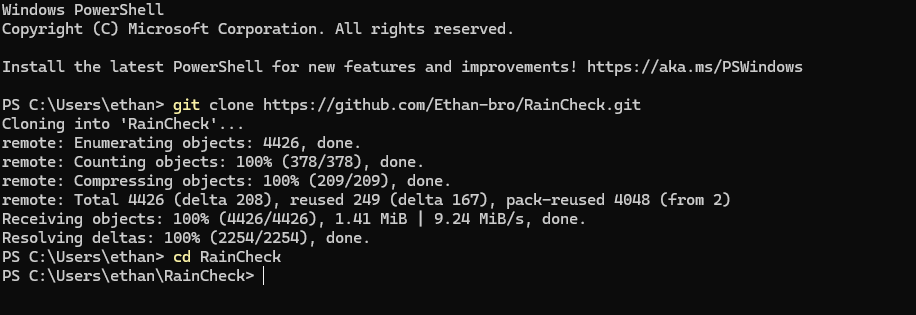 Windows PowerShell
Copyright (C) Microsoft Corporation. All rights reserved.
Install the latest PowerShell for new features and improvements! https://aka.ms/PSWindows
PS C:\Users\ethan> git clone https://github.com/Ethan-bro/RainCheck.git
Cloning into 'RainCheck'...
remote: Enumerating objects: 4426, done.
remote: Counting objects: 100% (378/378), done.
remote: Compressing objects: 100% (209/209), done.
remote: Total 4426 (delta 208), reused 249 (delta 167), pack-reused 4048 (from 2)
Receiving objects: 100% (4426/4426), 1.41 MiB | 9.24 MiB/s, done.
Resolving deltas: 100% (2254/2254), done.
PS C:\Users\ethan> cd RainCheck
PS C:\Users\ethan\RainCheck>